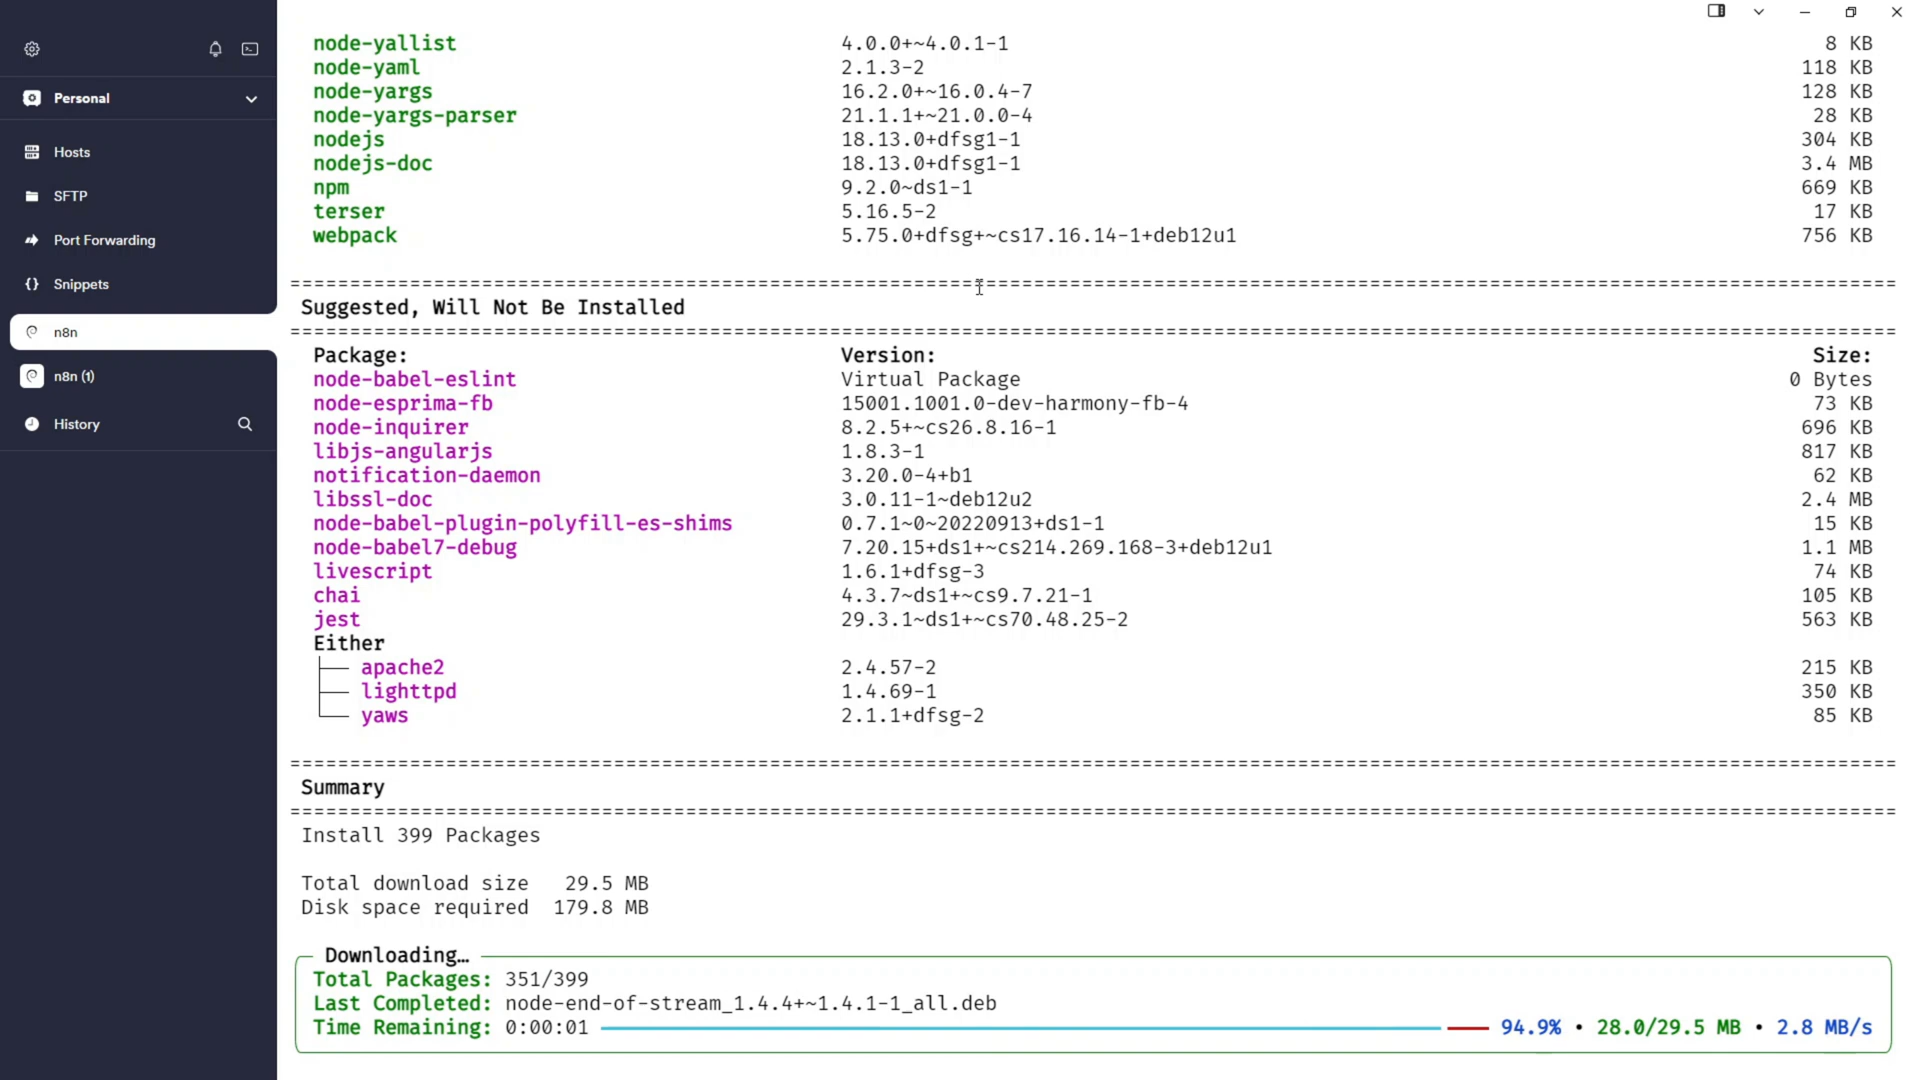 Personal
Hosts
SFTP
Port Forwarding
Snippets
n8n
n8n (1)
History
node-yallist 4.0.0+~4.0.1-1 8 KB
node-yaml 2.1.3-2 118 KB
node-yargs 16.2.0+~16.0.4-7 128 KB
node-yargs-parser 21.1.1+~21.0.0-4 28 KB
nodejs 18.13.0+dfsg1-1 304 KB
nodejs-doc 18.13.0+dfsg1-1 3.4 MB
npm 9.2.0~ds1-1 669 KB
terser 5.16.5-2 17 KB
webpack 5.75.0+dfsg+~cs17.16.14-1+deb12u1 756 KB
Suggested, Will Not Be Installed
Package: Version: Size:
node-babel-eslint Virtual Package 0 Bytes
node-esprima-fb 15001.1001.0-dev-harmony-fb-4 73 KB
node-inquirer 8.2.5+~cs26.8.16-1 696 KB
libjs-angularjs 1.8.3-1 817 KB
notification-daemon 3.20.0-4+b1 62 KB
libssl-doc 3.0.11-1~deb12u2 2.4 MB
node-babel-plugin-polyfill-es-shims 0.7.1~0~20220913+ds1-1 15 KB
node-babel7-debug 7.20.15+ds1+~cs214.269.168-3+deb12u1 1.1 MB
livescript 1.6.1+dfsg-3 74 KB
chai 4.3.7~ds1+~cs9.7.21-1 105 KB
jest 29.3.1~ds1+~cs70.48.25-2 563 KB
Either
apache2 2.4.57-2 215 KB
lighttpd 1.4.69-1 350 KB
yaws 2.1.1+dfsg-2 85 KB
Summary
Install 399 Packages
Total download size 29.5 MB
Disk space required 179.8 MB
Downloading…
Total Packages: 351/399
Last Completed: node-end-of-stream_1.4.4+~1.4.1-1_all.deb
Time Remaining: 0:00:01 94.9% • 28.0/29.5 MB • 2.8 MB/s